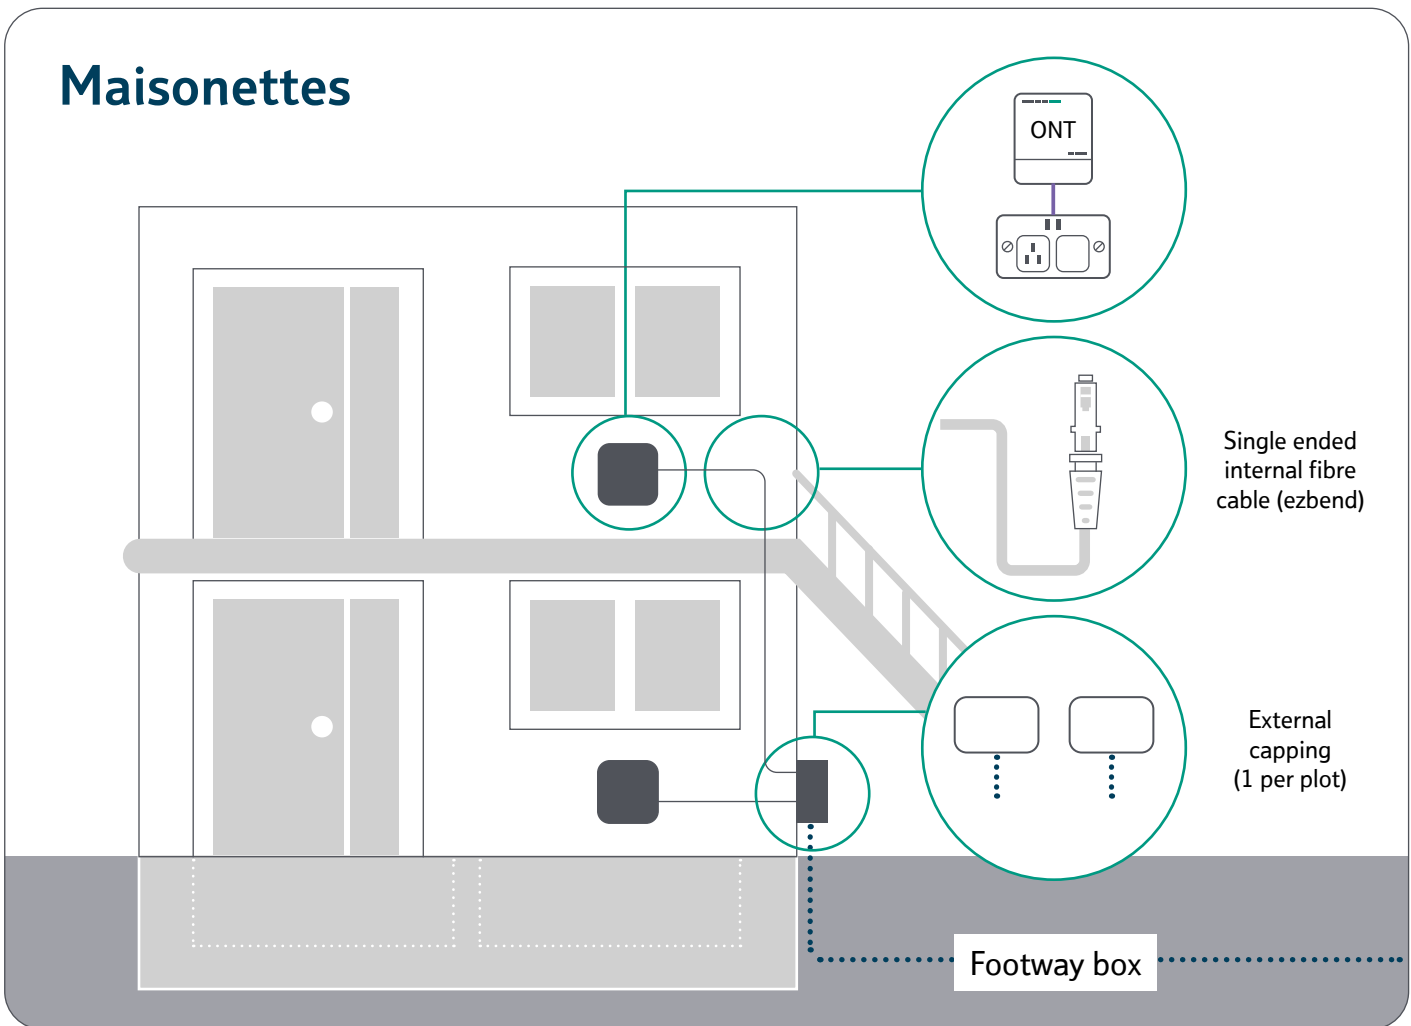 Maisonettes
ONT
Single ended
internal fibre
cable (ezbend)
External
capping
(1 per plot)
Footway box